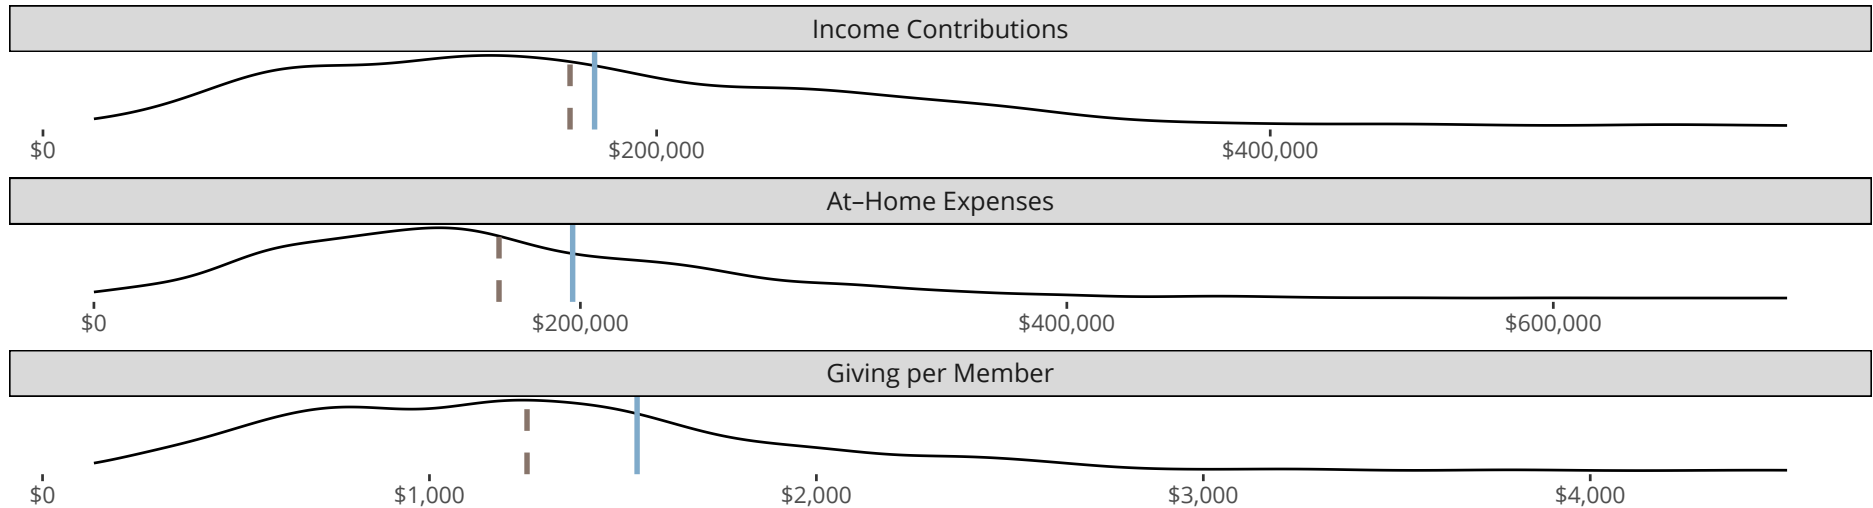 Income Contributions
$0 $200,000 $400,000
At–Home Expenses
$0 $200,000 $400,000 $600,000
Giving per Member
$0 $1,000 $2,000 $3,000 $4,000